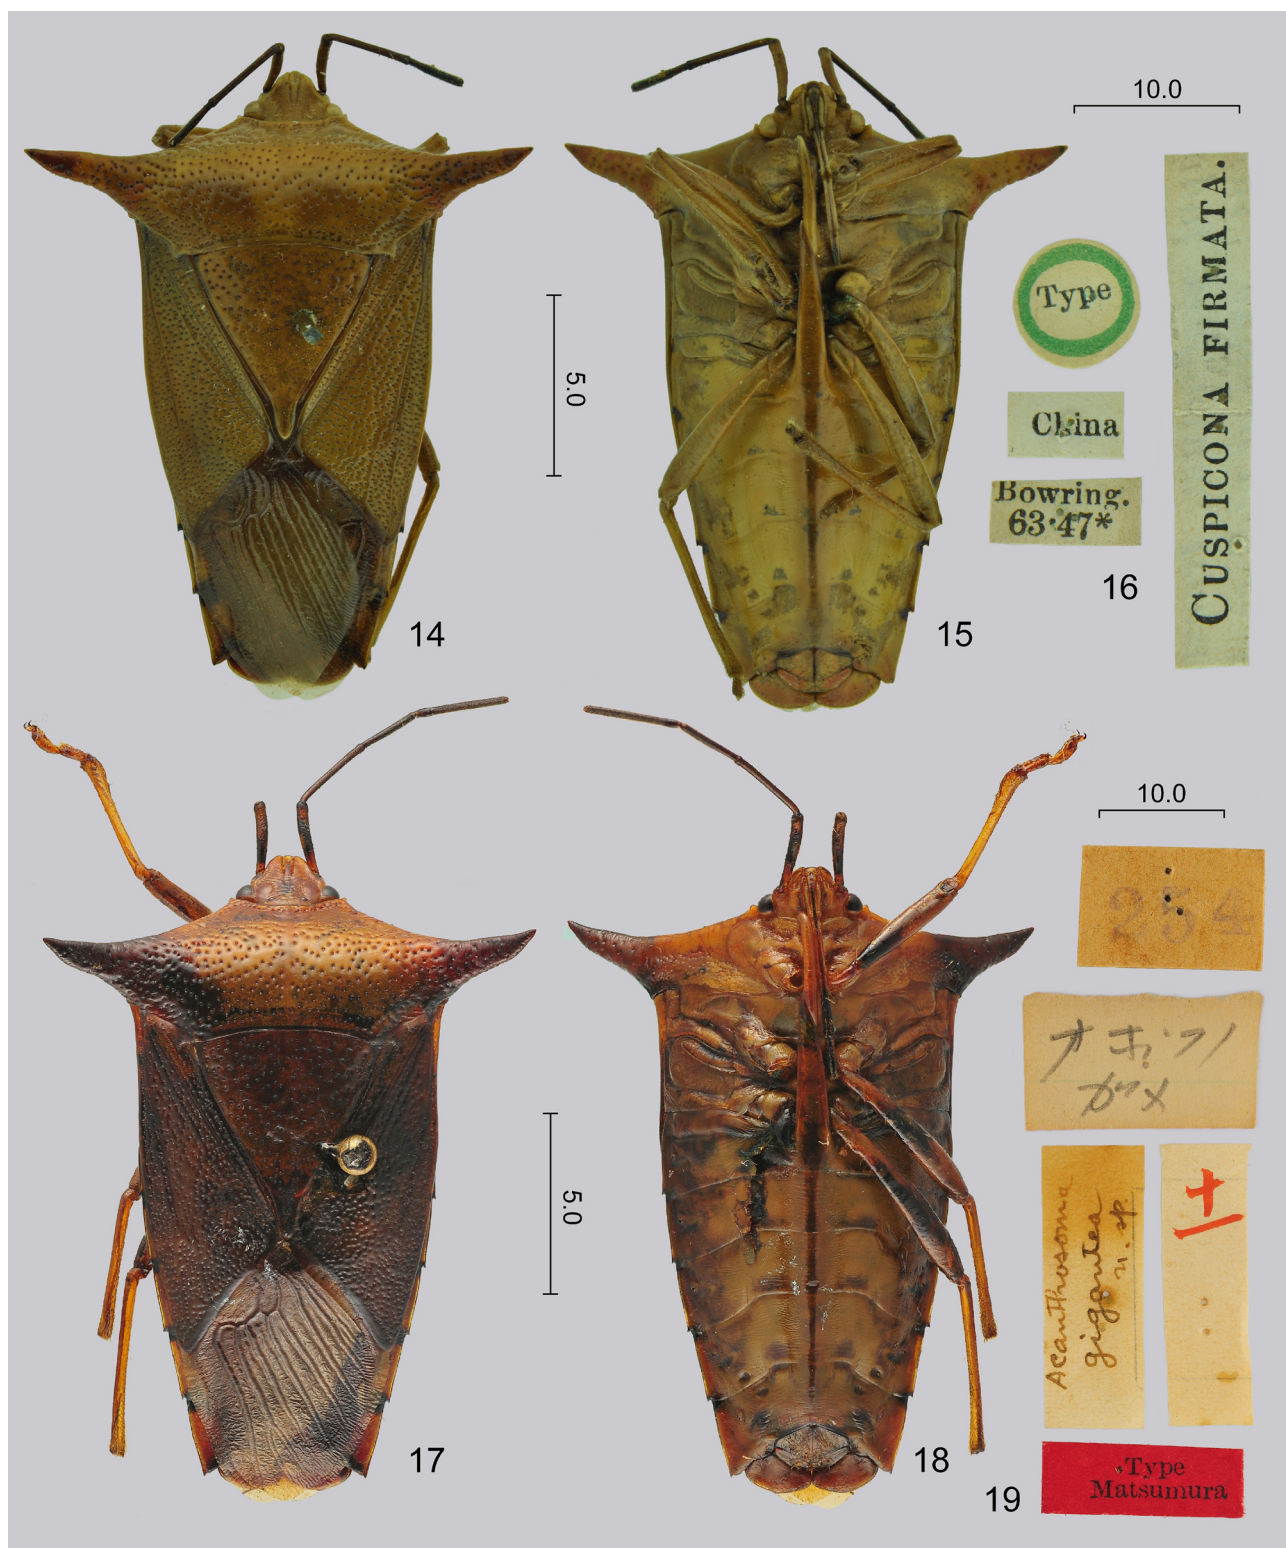 10.0
CUSPICONA FIRMATA.
Type
China
Bowring.
63·47*
5.0
14
15
16
10.0
254
オホツノ
カメ
5.0
Acanthosoma
gigantea
n. sp.
Type
Matsumura
17
18
19